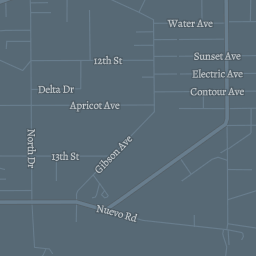 Water Ave
Sunset Ave
12th St
Electric Ave
Delta Dr
Contour Ave
Apricot Ave
North Dr
Gibson Ave
13th St
Nuevo Rd